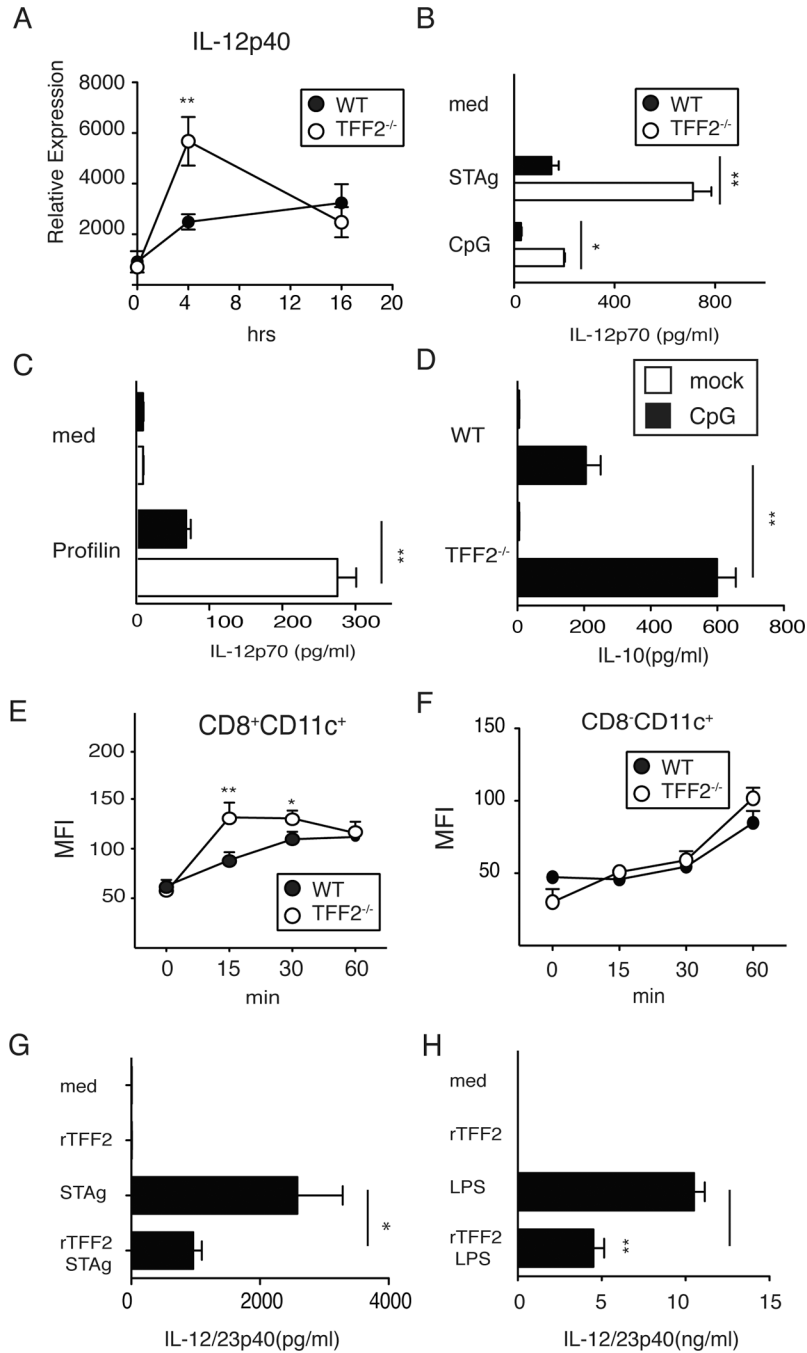 A
IL-12p40
Relative Expression
8000
6000
4000
2000
**
WT
TFF2-/-
0 4 8 12 16 20
hrs
B
med
STAg
CpG
WT
TFF2-/-
**
*
0 400 800
IL-12p70 (pg/ml)
C
med
Profilin
**
0 100 200 300
IL-12p70 (pg/ml)
D
mock
CpG
WT
TFF2-/-
**
0 200 400 600 800
IL-10(pg/ml)
E
CD8+CD11c+
MFI
200
150
100
50
**
*
WT
TFF2-/-
0 15 30 60
min
F
CD8-CD11c+
MFI
150
100
50
WT
TFF2-/-
0 15 30 60
min
G
med
rTFF2
STAg
rTFF2
STAg
*
0 2000 4000
IL-12/23p40(pg/ml)
H
med
rTFF2
LPS
rTFF2
LPS
**
0 5 10 15
IL-12/23p40(ng/ml)